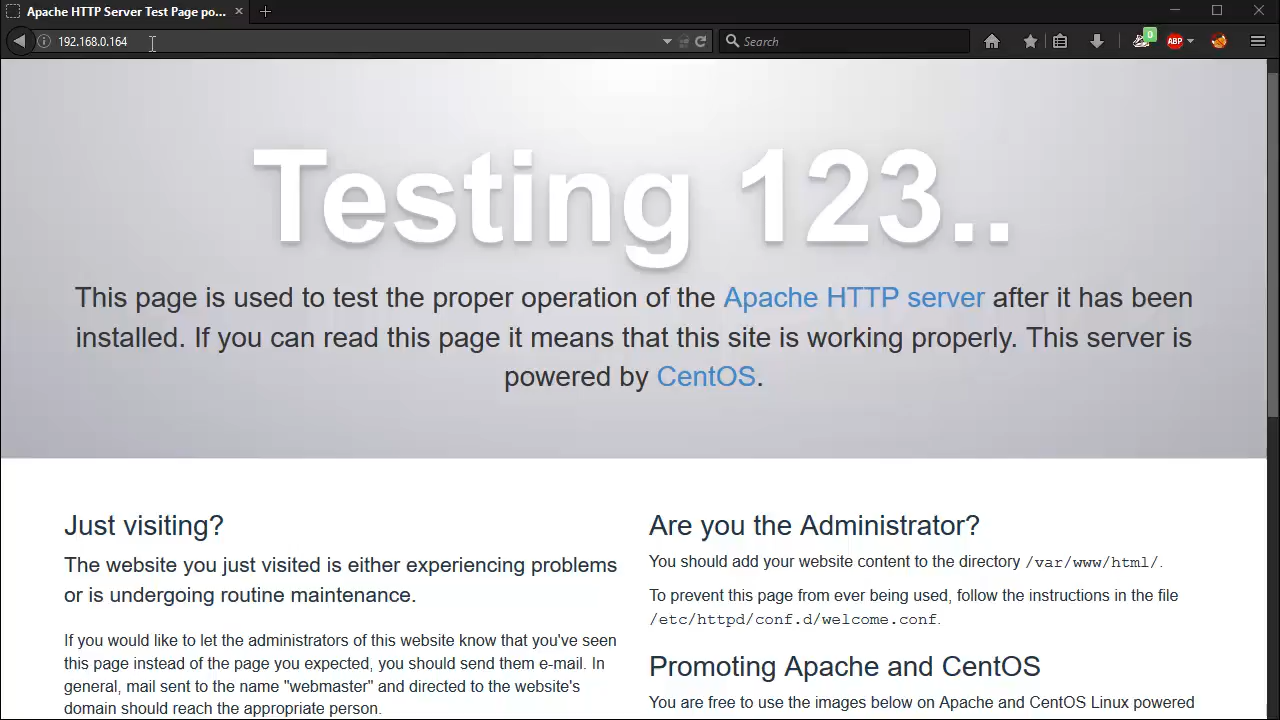 Apache HTTP Server Test Page po...
192.168.0.164
Search
0
ABP
Testing 123..
This page is used to test the proper operation of the Apache HTTP server after it has been
installed. If you can read this page it means that this site is working properly. This server is
powered by CentOS.
Just visiting?
The website you just visited is either experiencing problems
or is undergoing routine maintenance.
If you would like to let the administrators of this website know that you've seen
this page instead of the page you expected, you should send them e-mail. In
general, mail sent to the name "webmaster" and directed to the website's
domain should reach the appropriate person.
Are you the Administrator?
You should add your website content to the directory /var/www/html/.
To prevent this page from ever being used, follow the instructions in the file
/etc/httpd/conf.d/welcome.conf.
Promoting Apache and CentOS
You are free to use the images below on Apache and CentOS Linux powered